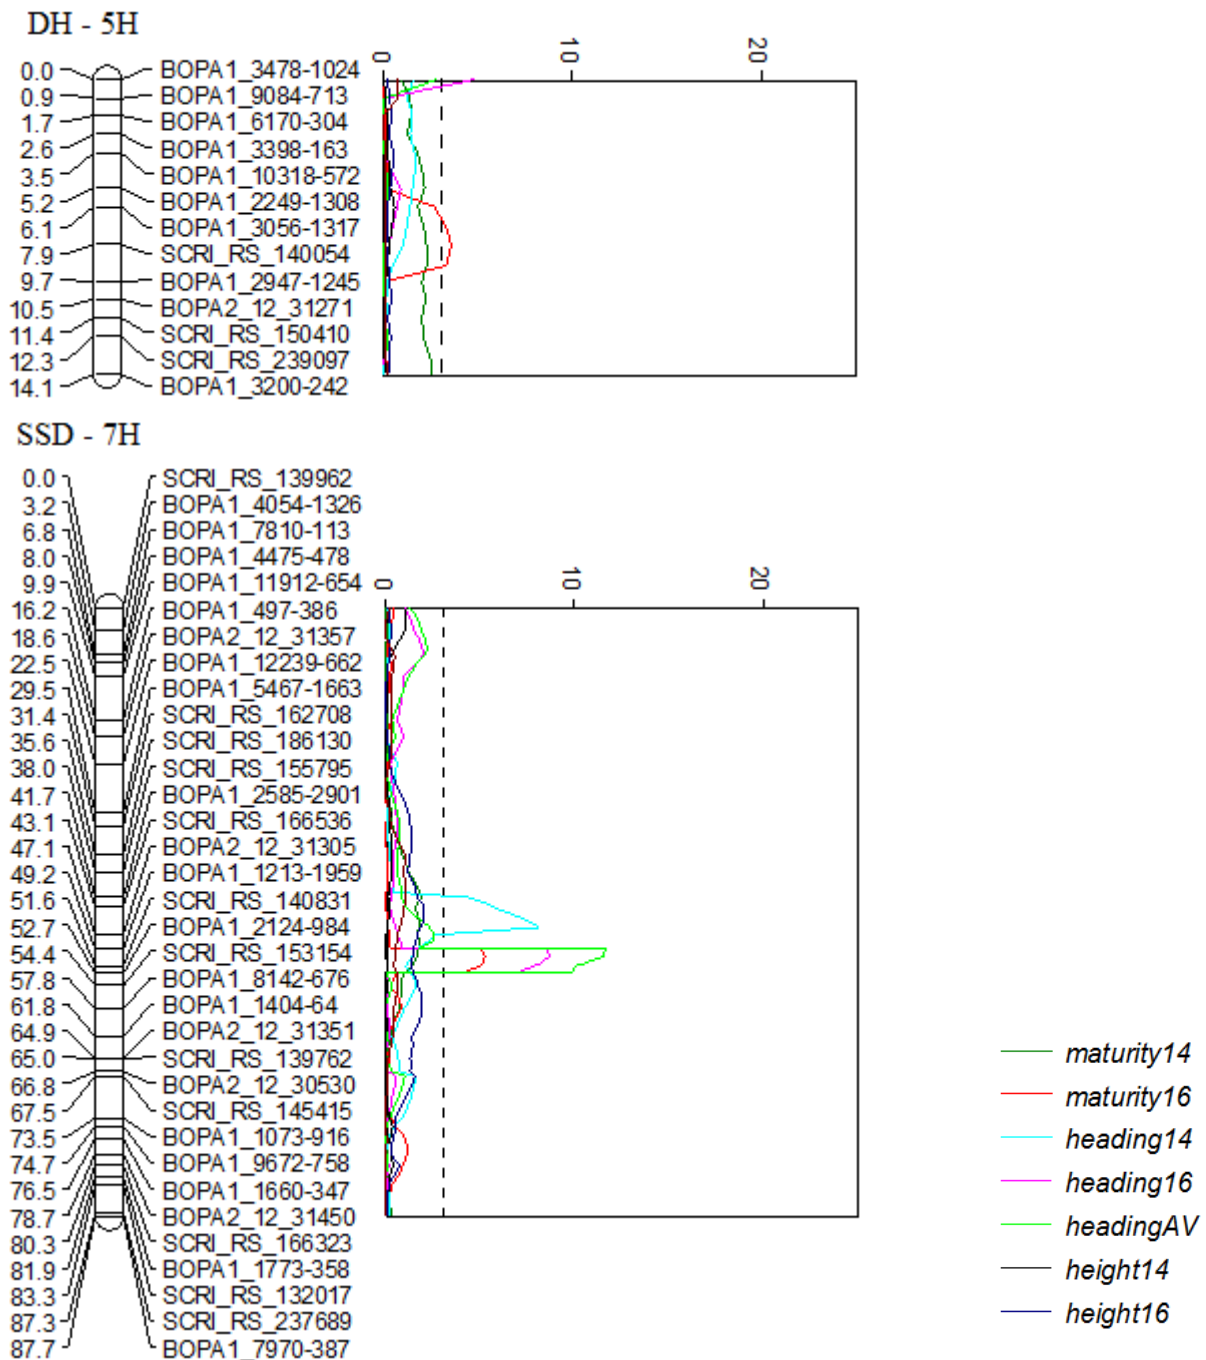 DH - 5H
0 10 20
0.0 BOPA1_3478-1024
0.9 BOPA1_9084-713
1.7 BOPA1_6170-304
2.6 BOPA1_3398-163
3.5 BOPA1_10318-572
5.2 BOPA1_2249-1308
6.1 BOPA1_3056-1317
7.9 SCRI_RS_140054
9.7 BOPA1_2947-1245
10.5 BOPA2_12_31271
11.4 SCRI_RS_150410
12.3 SCRI_RS_239097
14.1 BOPA1_3200-242
SSD - 7H
0.0 SCRI_RS_139962
3.2 BOPA1_4054-1326
6.8 BOPA1_7810-113
8.0 BOPA1_4475-478
9.9 BOPA1_11912-654
0 10 20
16.2 BOPA1_497-386
18.6 BOPA2_12_31357
22.5 BOPA1_12239-662
29.5 BOPA1_5467-1663
31.4 SCRI_RS_162708
35.6 SCRI_RS_186130
38.0 SCRI_RS_155795
41.7 BOPA1_2585-2901
43.1 SCRI_RS_166536
47.1 BOPA2_12_31305
49.2 BOPA1_1213-1959
51.6 SCRI_RS_140831
52.7 BOPA1_2124-984
54.4 SCRI_RS_153154
57.8 BOPA1_8142-676
61.8 BOPA1_1404-64
64.9 BOPA2_12_31351
65.0 SCRI_RS_139762
66.8 BOPA2_12_30530
67.5 SCRI_RS_145415
73.5 BOPA1_1073-916
74.7 BOPA1_9672-758
76.5 BOPA1_1660-347
78.7 BOPA2_12_31450
80.3 SCRI_RS_166323
81.9 BOPA1_1773-358
83.3 SCRI_RS_132017
87.3 SCRI_RS_237689
87.7 BOPA1_7970-387
maturity14
maturity16
heading14
heading16
headingAV
height14
height16